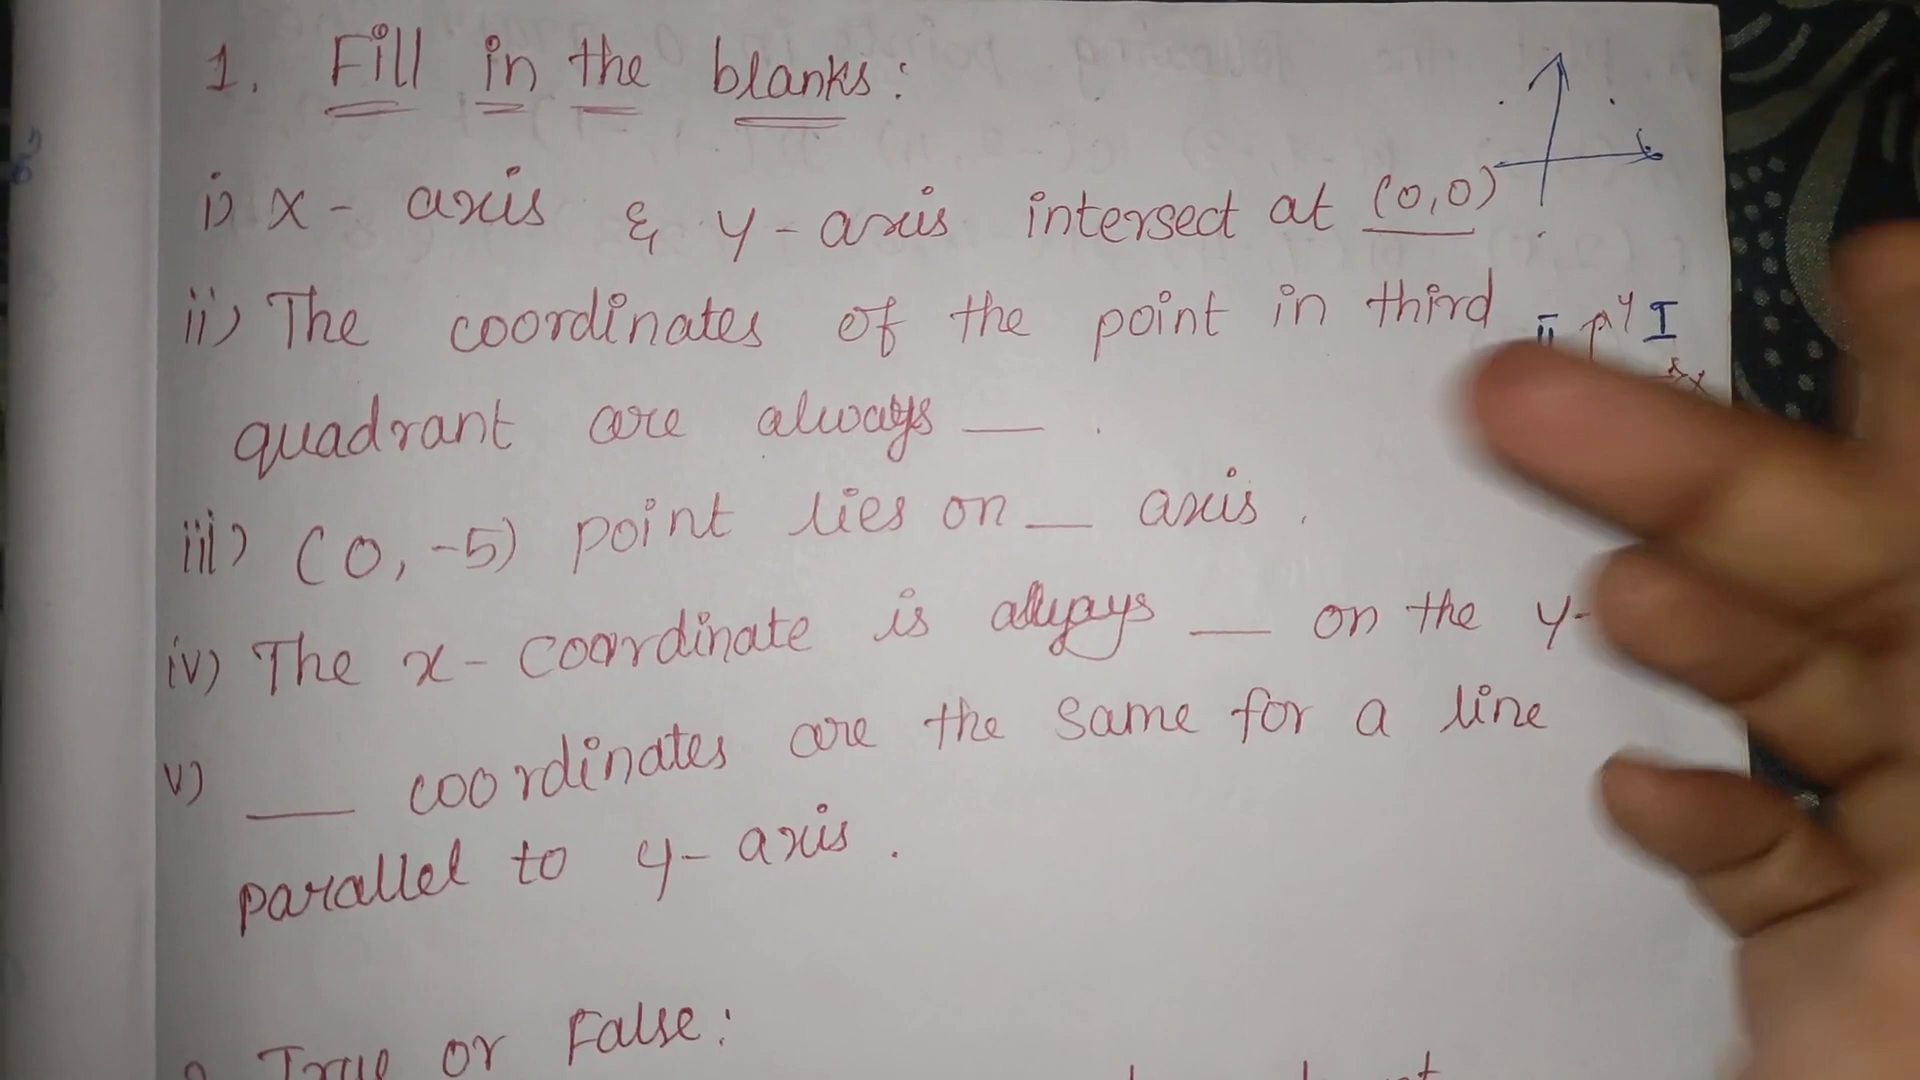 1. Fill in the blanks:
i) x - axis & y - axis intersect at (0,0)
ii) The coordinates of the point in third
II y I
x
quadrant are always __ .
iii) (0, -5) point lies on __ axis .
iv) The x - coordinate is always __ on the y-
v) __ coordinates are the same for a line
parallel to y - axis .
True or False: